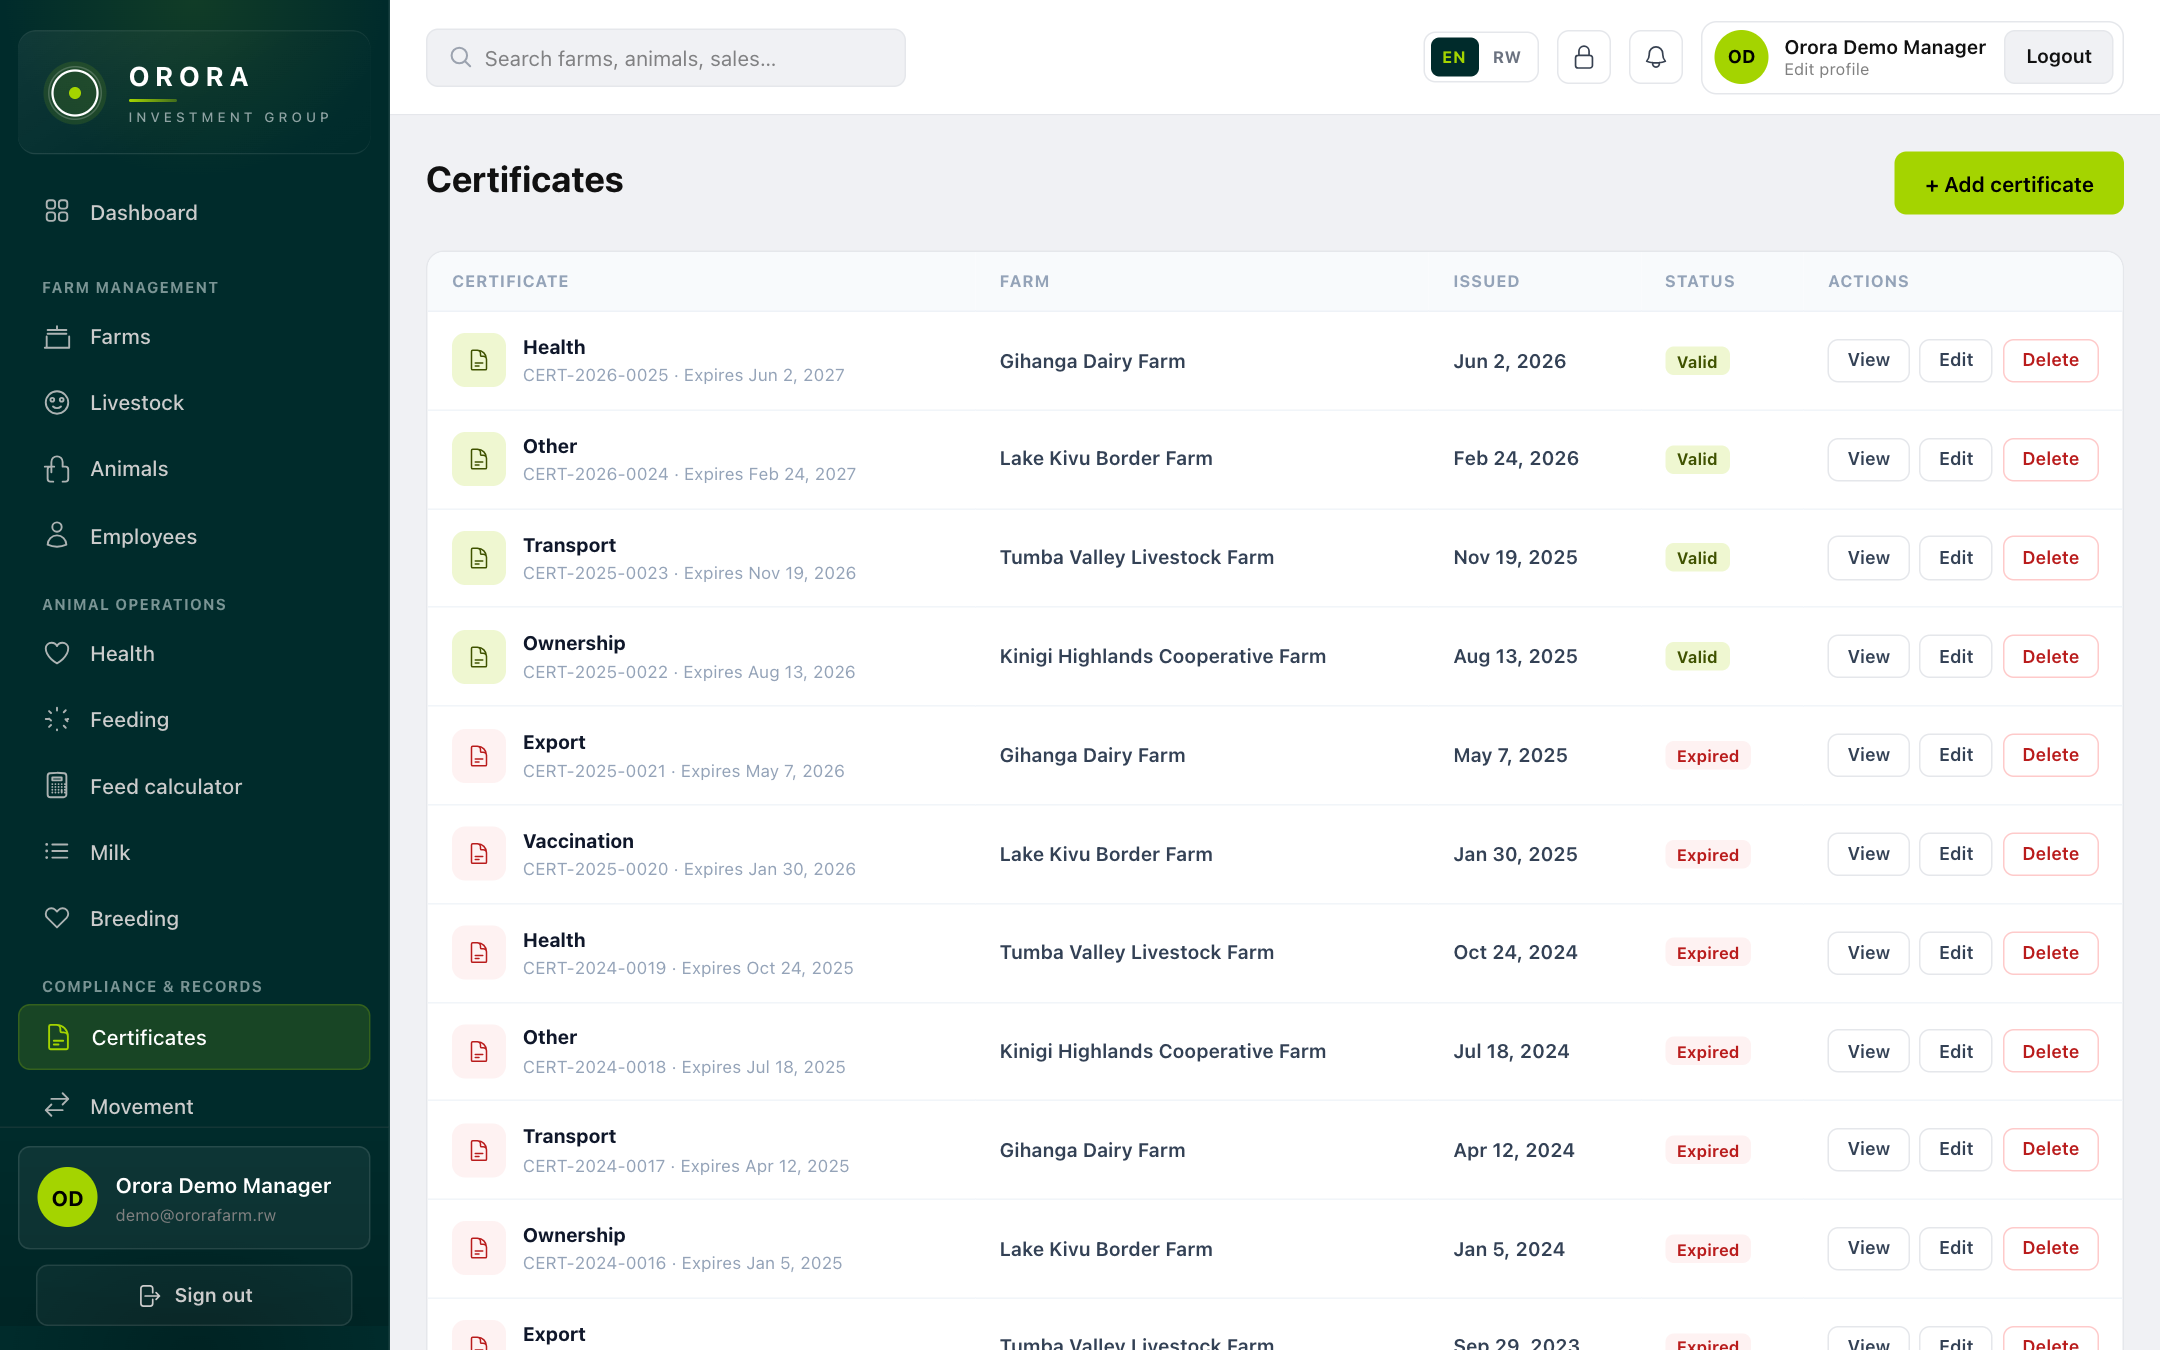 ORORA
INVESTMENT GROUP
Dashboard
FARM MANAGEMENT
Farms
Livestock
Animals
Employees
ANIMAL OPERATIONS
Health
Feeding
Feed calculator
Milk
Breeding
COMPLIANCE & RECORDS
Certificates
Movement
OD
Orora Demo Manager
demo@ororafarm.rw
Sign out
Search farms, animals, sales...
EN RW
OD
Orora Demo Manager
Edit profile
Logout
Certificates
+ Add certificate
CERTIFICATE FARM ISSUED STATUS ACTIONS
Health
CERT-2026-0025 · Expires Jun 2, 2027
Gihanga Dairy Farm Jun 2, 2026 Valid View Edit Delete
Other
CERT-2026-0024 · Expires Feb 24, 2027
Lake Kivu Border Farm Feb 24, 2026 Valid View Edit Delete
Transport
CERT-2025-0023 · Expires Nov 19, 2026
Tumba Valley Livestock Farm Nov 19, 2025 Valid View Edit Delete
Ownership
CERT-2025-0022 · Expires Aug 13, 2026
Kinigi Highlands Cooperative Farm Aug 13, 2025 Valid View Edit Delete
Export
CERT-2025-0021 · Expires May 7, 2026
Gihanga Dairy Farm May 7, 2025 Expired View Edit Delete
Vaccination
CERT-2025-0020 · Expires Jan 30, 2026
Lake Kivu Border Farm Jan 30, 2025 Expired View Edit Delete
Health
CERT-2024-0019 · Expires Oct 24, 2025
Tumba Valley Livestock Farm Oct 24, 2024 Expired View Edit Delete
Other
CERT-2024-0018 · Expires Jul 18, 2025
Kinigi Highlands Cooperative Farm Jul 18, 2024 Expired View Edit Delete
Transport
CERT-2024-0017 · Expires Apr 12, 2025
Gihanga Dairy Farm Apr 12, 2024 Expired View Edit Delete
Ownership
CERT-2024-0016 · Expires Jan 5, 2025
Lake Kivu Border Farm Jan 5, 2024 Expired View Edit Delete
Export
Tumba Valley Livestock Farm Sep 29, 2023 Expired View Edit Delete